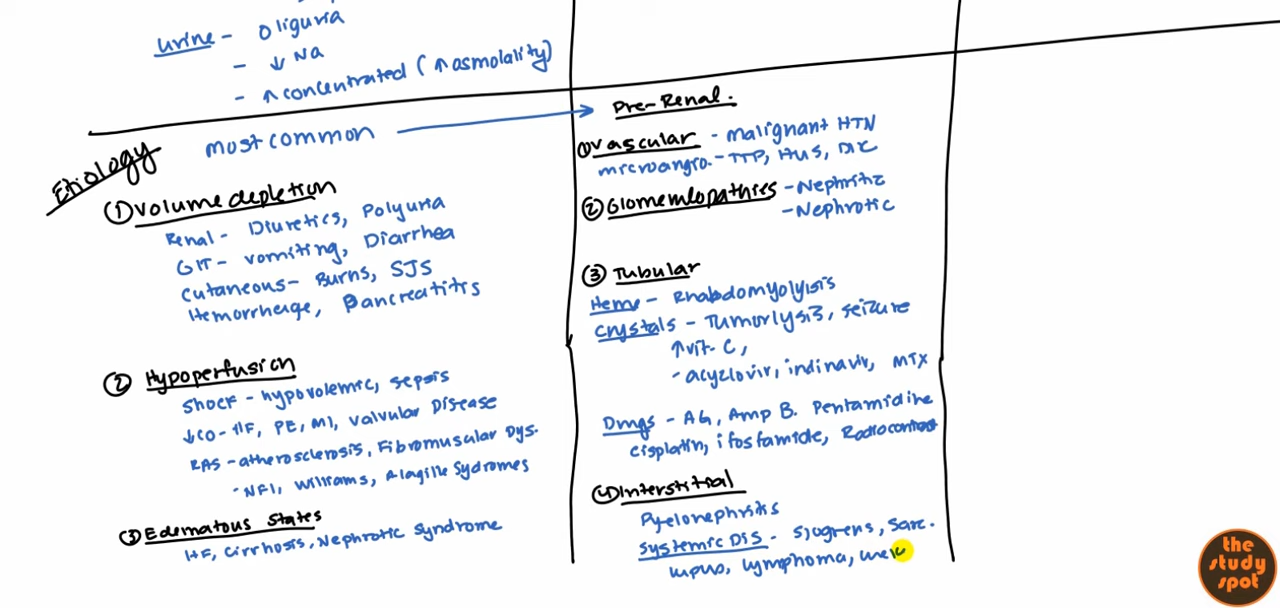 urine - Oliguria
- ↓ Na
- ↑ concentrated (↑ osmolality)
Etiology
most common →
① Volume depletion
Renal - Diuretics, Polyuria
GIT - vomiting, Diarrhea
Cutaneous - Burns, SJS
Hemorrhage, Pancreatitis
② Hypoperfusion
Shock - hypovolemic, sepsis
↓CO - HF, PE, MI, Valvular Disease
RAS - atherosclerosis, Fibromuscular Dys.
- NF1, Williams, Alagille Sydromes
③ Edematous States
HF, Cirrhosis, Nephrotic Syndrome
Pre-Renal.
① Vascular - malignant HTN
microangio. - TTP, HUS, DIC
② Glomerulopathies - Nephritic
- Nephrotic
③ Tubular
Heme - Rhabdomyolysis
Crystals - Tumorlysis, seizure
↑vit. C,
- acyclovir, indinavir, MTX
Drugs - AG, Amp B. Pentamidine
cisplatin, ifosfamide, Radiocontrast
④ Interstitial
Pyelonephritis
Systemic Dis - Sjogrens, Sarc.
lupus, lymphoma, leuk
the
study
spot